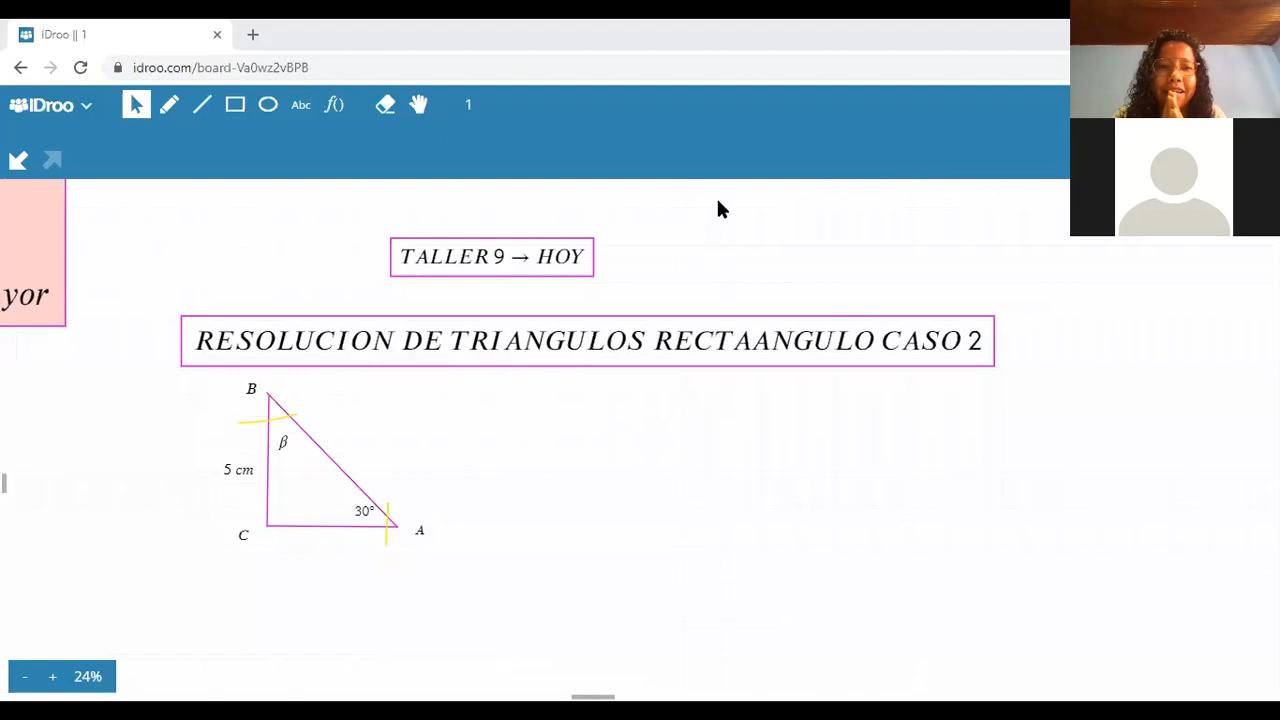 iDroo || 1
idroo.com/board-Va0wz2vBPB
IDroo
Abc
f()
1
yor
TALLER 9 → HOY
RESOLUCION DE TRIANGULOS RECTAANGULO CASO 2
B
β
5 cm
30°
C
A
- + 24%